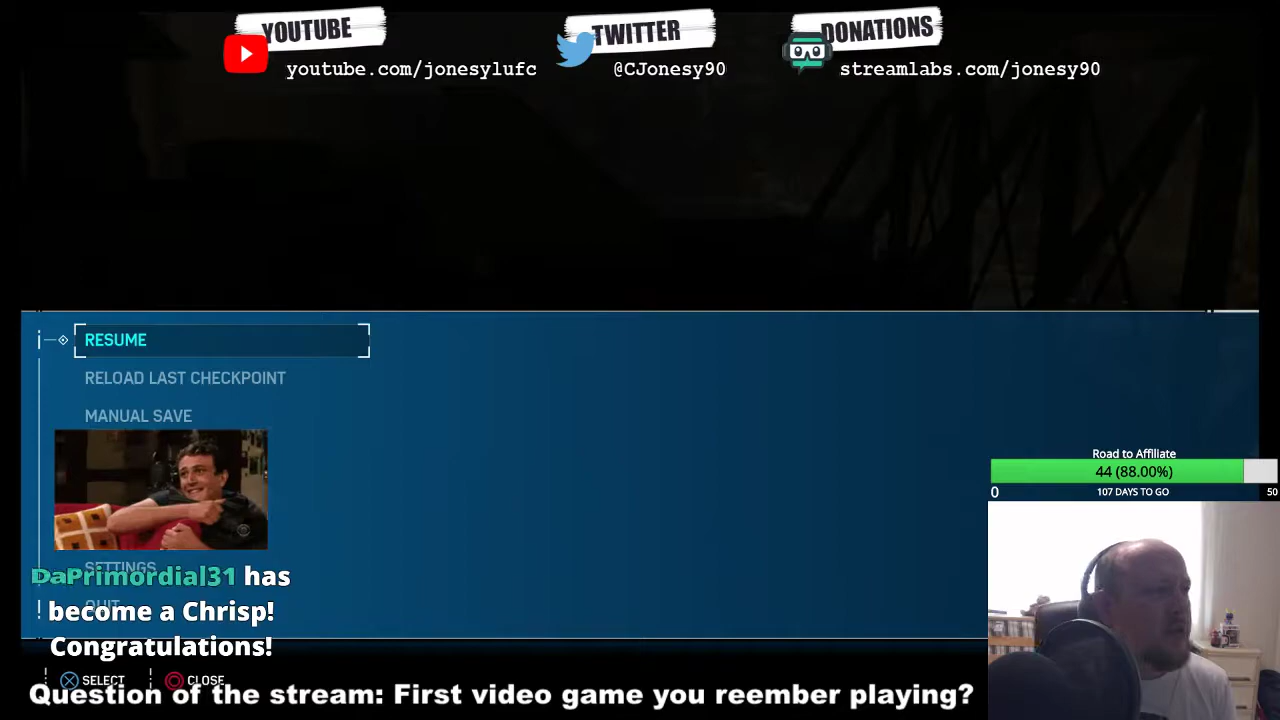 YOUTUBE
youtube.com/jonesylufc
TWITTER
@CJonesy90
DONATIONS
streamlabs.com/jonesy90
RESUME
RELOAD LAST CHECKPOINT
MANUAL SAVE
SETTINGS
QUIT
DaPrimordial31 has
become a Chrisp!
Congratulations!
Road to Affiliate
44 (88.00%)
0 107 DAYS TO GO 50
SELECT CLOSE
Question of the stream: First video game you reember playing?